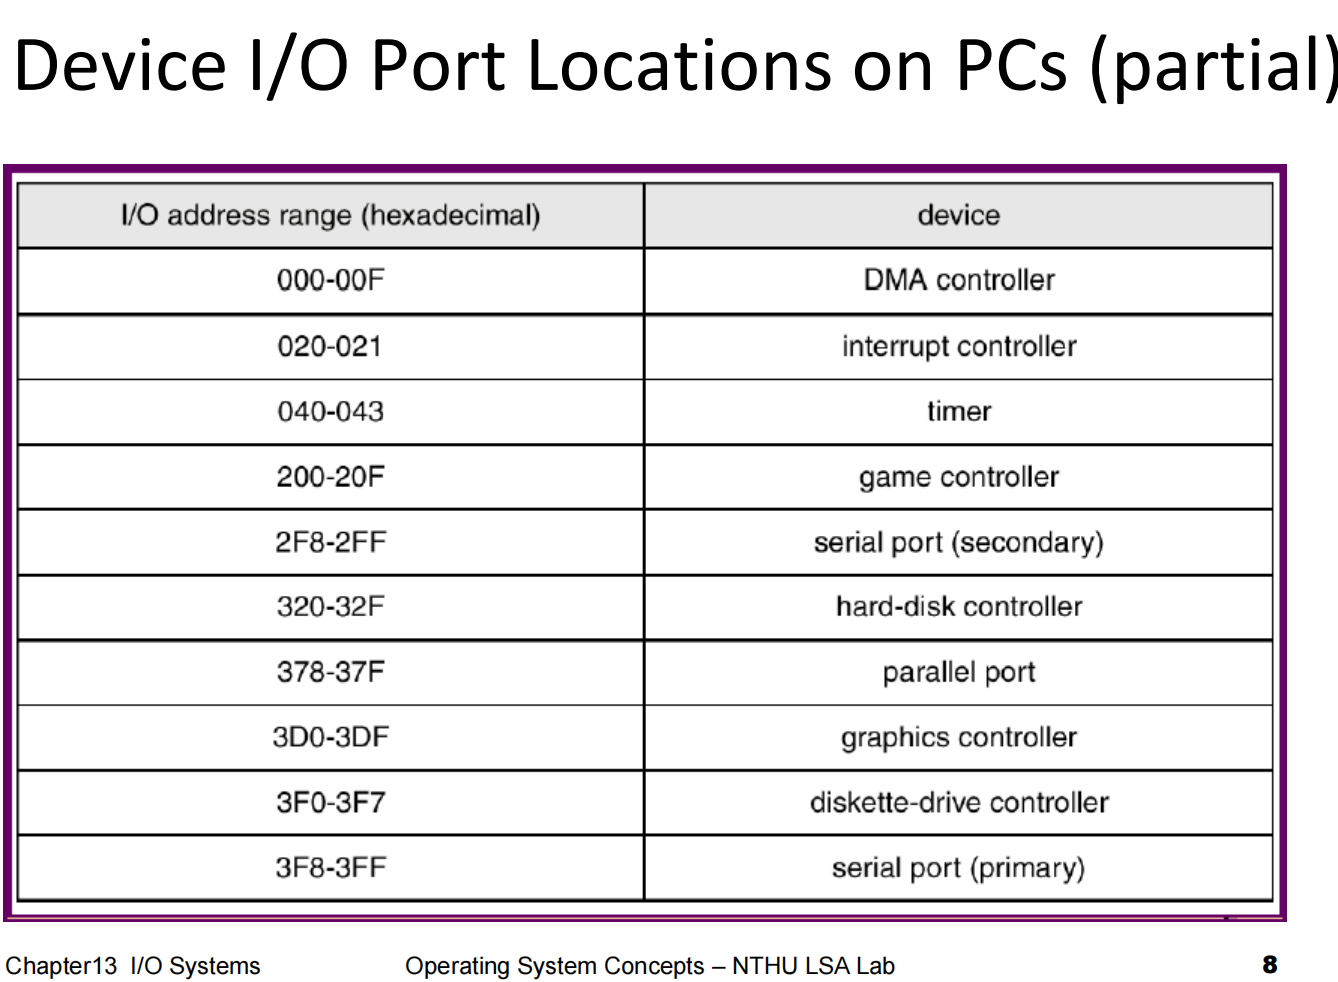 Device I/O Port Locations on PCs (partial)
I/O address range (hexadecimal) device
000-00F DMA controller
020-021 interrupt controller
040-043 timer
200-20F game controller
2F8-2FF serial port (secondary)
320-32F hard-disk controller
378-37F parallel port
3D0-3DF graphics controller
3F0-3F7 diskette-drive controller
3F8-3FF serial port (primary)
Chapter13 I/O Systems Operating System Concepts – NTHU LSA Lab 8